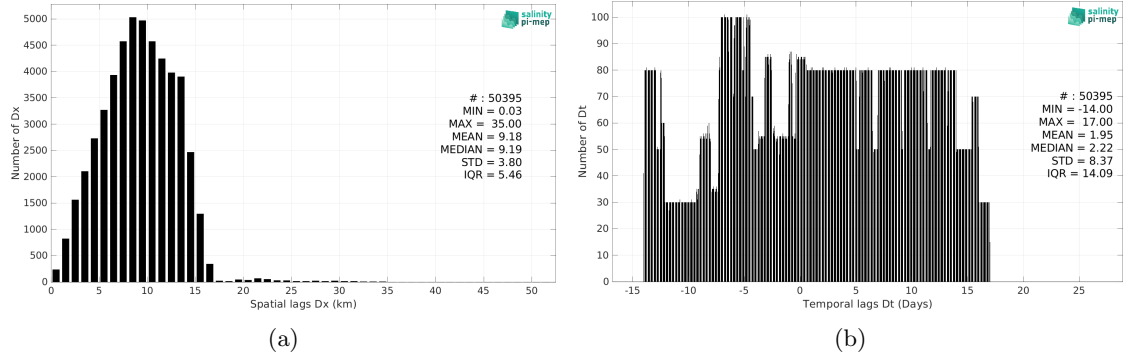 5000
4500
4000
3500
3000
2500
2000
1500
1000
500
0
Number of Dx
0 5 10 15 20 25 30 35 40 45 50
Spatial lags Dx (km)
salinity
pi-mep
# : 50395
MIN = 0.03
MAX = 35.00
MEAN = 9.18
MEDIAN = 9.19
STD = 3.80
IQR = 5.46
(a)
100
90
80
70
60
50
40
30
20
10
0
Number of Dt
-15 -10 -5 0 5 10 15 20 25
Temporal lags Dt (Days)
salinity
pi-mep
# : 50395
MIN = -14.00
MAX = 17.00
MEAN = 1.95
MEDIAN = 2.22
STD = 8.37
IQR = 14.09
(b)